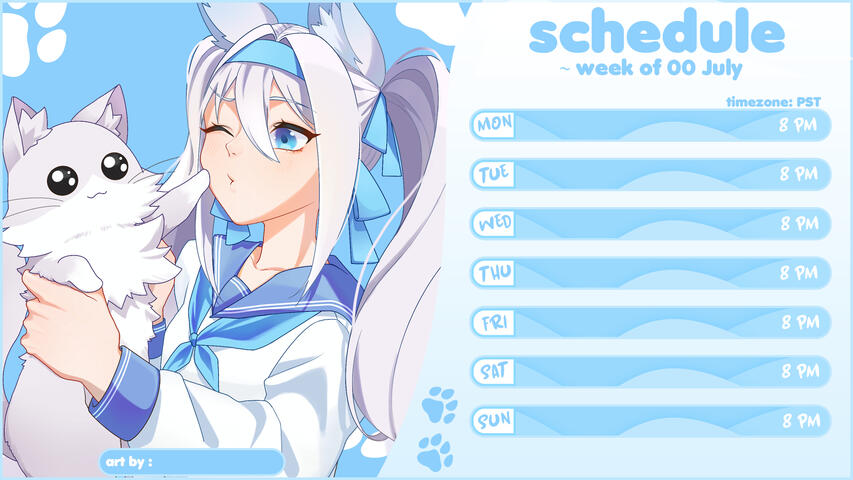 schedule
~ week of 00 July
timezone: PST
MON 8 PM
TUE 8 PM
WED 8 PM
THU 8 PM
FRI 8 PM
SAT 8 PM
SUN 8 PM
art by :